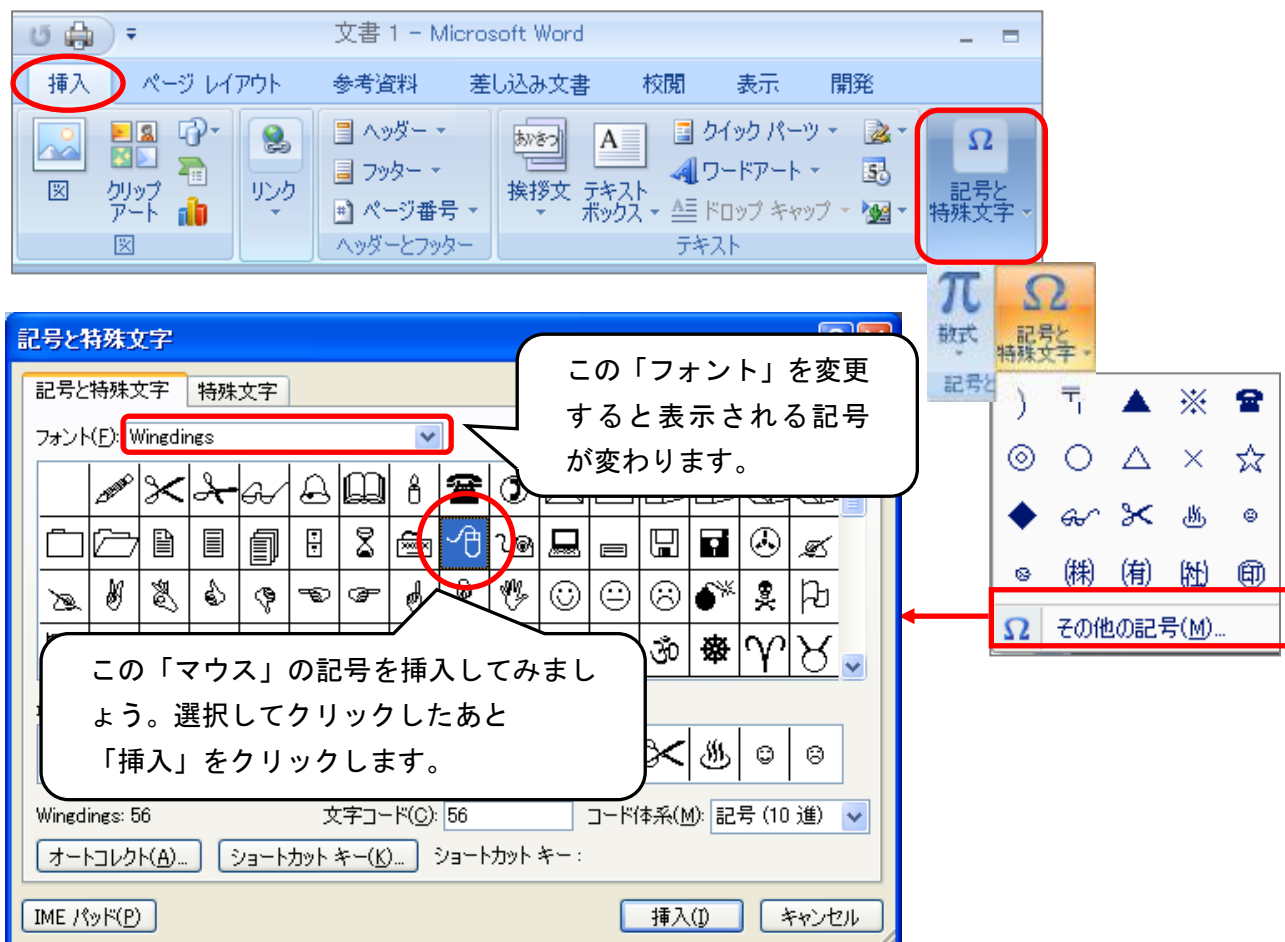 文書 1 - Microsoft Word
挿入 ページ レイアウト 参考資料 差し込み文書 校閲 表示 開発
図
クリップ
アート
図
リンク
ヘッダー
フッター
ページ番号
ヘッダーとフッター
あいさつ
挨拶文
A
テキスト
ボックス
クイック パーツ
ワードアート
ドロップ キャップ
テキスト
Ω
記号と
特殊文字
π
数式
Ω
記号と
特殊文字
) 〒 ▲ ※ ☎
◎ ○ △ × ☆
㈱ ㈲ ㈳ ㊞
Ω その他の記号(M)...
記号と特殊文字
記号と特殊文字 特殊文字
フォント(F): Wingdings
この「フォント」を変更
すると表示される記号
が変わります。
この「マウス」の記号を挿入してみまし
ょう。選択してクリックしたあと
「挿入」をクリックします。
Wingdings: 56 文字コード(C): 56 コード体系(M): 記号 (10 進)
オートコレクト(A)... ショートカット キー(K)... ショートカット キー :
IME パッド(P) 挿入(I) キャンセル